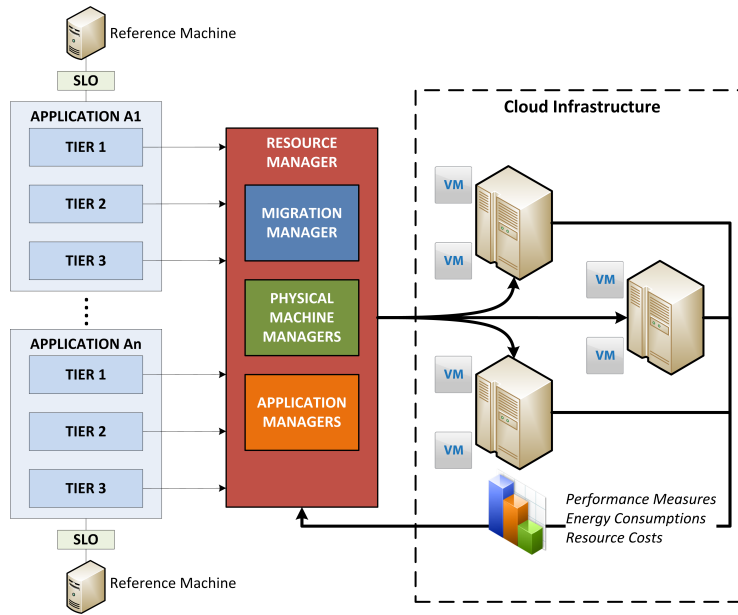 Reference Machine
SLO
APPLICATION A1
TIER 1
TIER 2
TIER 3
APPLICATION An
TIER 1
TIER 2
TIER 3
SLO
Reference Machine
RESOURCE
MANAGER
MIGRATION
MANAGER
PHYSICAL
MACHINE
MANAGERS
APPLICATION
MANAGERS
Cloud Infrastructure
VM
VM
VM
VM
VM
VM
Performance Measures
Energy Consumptions
Resource Costs